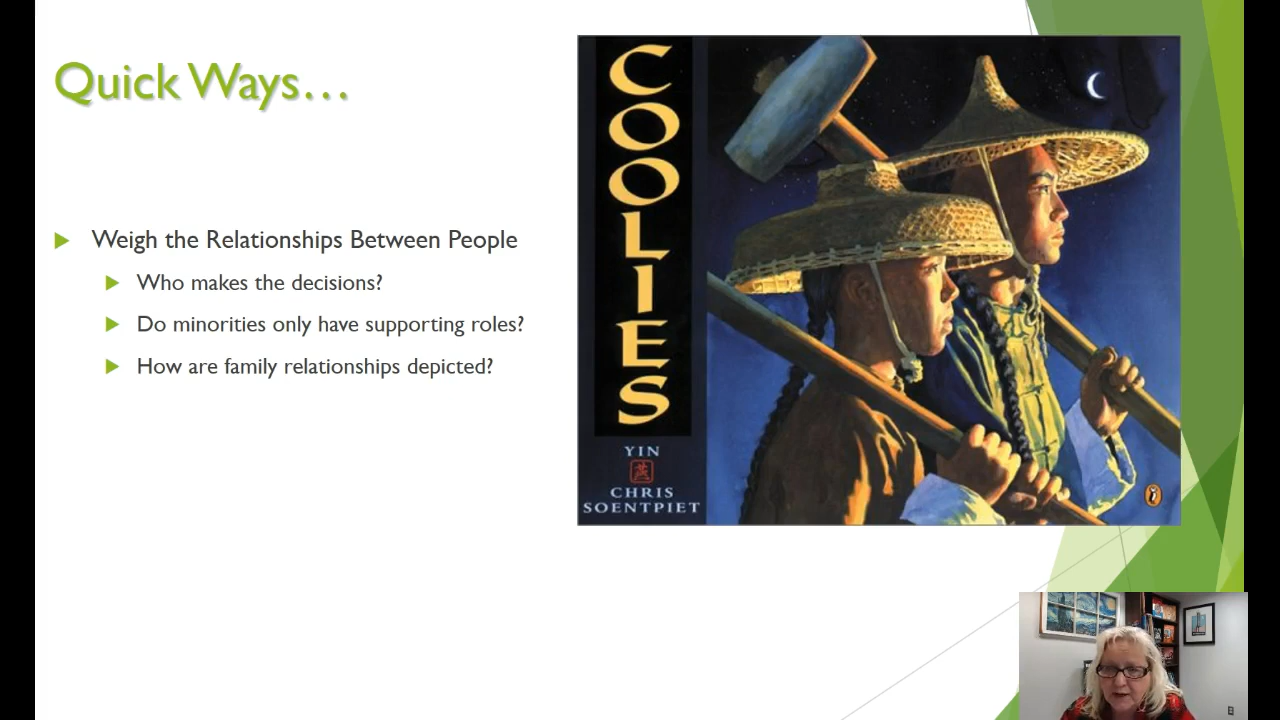 Quick Ways…
Weigh the Relationships Between People
Who makes the decisions?
Do minorities only have supporting roles?
How are family relationships depicted?
COOLIES
YIN
CHRIS
SOENTPIET